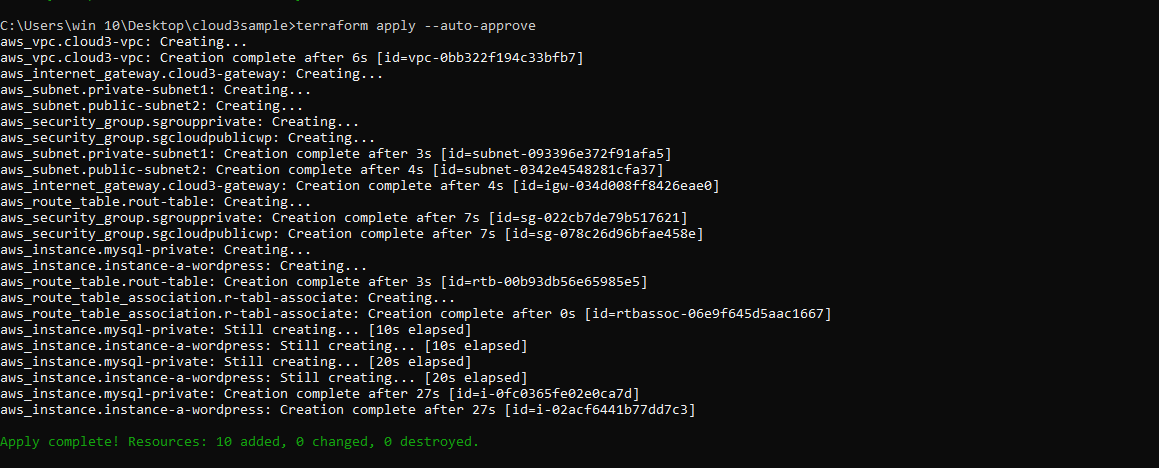 C:\Users\win 10\Desktop\cloud3sample>terraform apply --auto-approve
aws_vpc.cloud3-vpc: Creating...
aws_vpc.cloud3-vpc: Creation complete after 6s [id=vpc-0bb322f194c33bfb7]
aws_internet_gateway.cloud3-gateway: Creating...
aws_subnet.private-subnet1: Creating...
aws_subnet.public-subnet2: Creating...
aws_security_group.sgroupprivate: Creating...
aws_security_group.sgcloudpublicwp: Creating...
aws_subnet.private-subnet1: Creation complete after 3s [id=subnet-093396e372f91afa5]
aws_subnet.public-subnet2: Creation complete after 4s [id=subnet-0342e4548281cfa37]
aws_internet_gateway.cloud3-gateway: Creation complete after 4s [id=igw-034d008ff8426eae0]
aws_route_table.rout-table: Creating...
aws_security_group.sgroupprivate: Creation complete after 7s [id=sg-022cb7de79b517621]
aws_security_group.sgcloudpublicwp: Creation complete after 7s [id=sg-078c26d96bfae458e]
aws_instance.mysql-private: Creating...
aws_instance.instance-a-wordpress: Creating...
aws_route_table.rout-table: Creation complete after 3s [id=rtb-00b93db56e65985e5]
aws_route_table_association.r-tabl-associate: Creating...
aws_route_table_association.r-tabl-associate: Creation complete after 0s [id=rtbassoc-06e9f645d5aac1667]
aws_instance.mysql-private: Still creating... [10s elapsed]
aws_instance.instance-a-wordpress: Still creating... [10s elapsed]
aws_instance.mysql-private: Still creating... [20s elapsed]
aws_instance.instance-a-wordpress: Still creating... [20s elapsed]
aws_instance.mysql-private: Creation complete after 27s [id=i-0fc0365fe02e0ca7d]
aws_instance.instance-a-wordpress: Creation complete after 27s [id=i-02acf6441b77dd7c3]
Apply complete! Resources: 10 added, 0 changed, 0 destroyed.